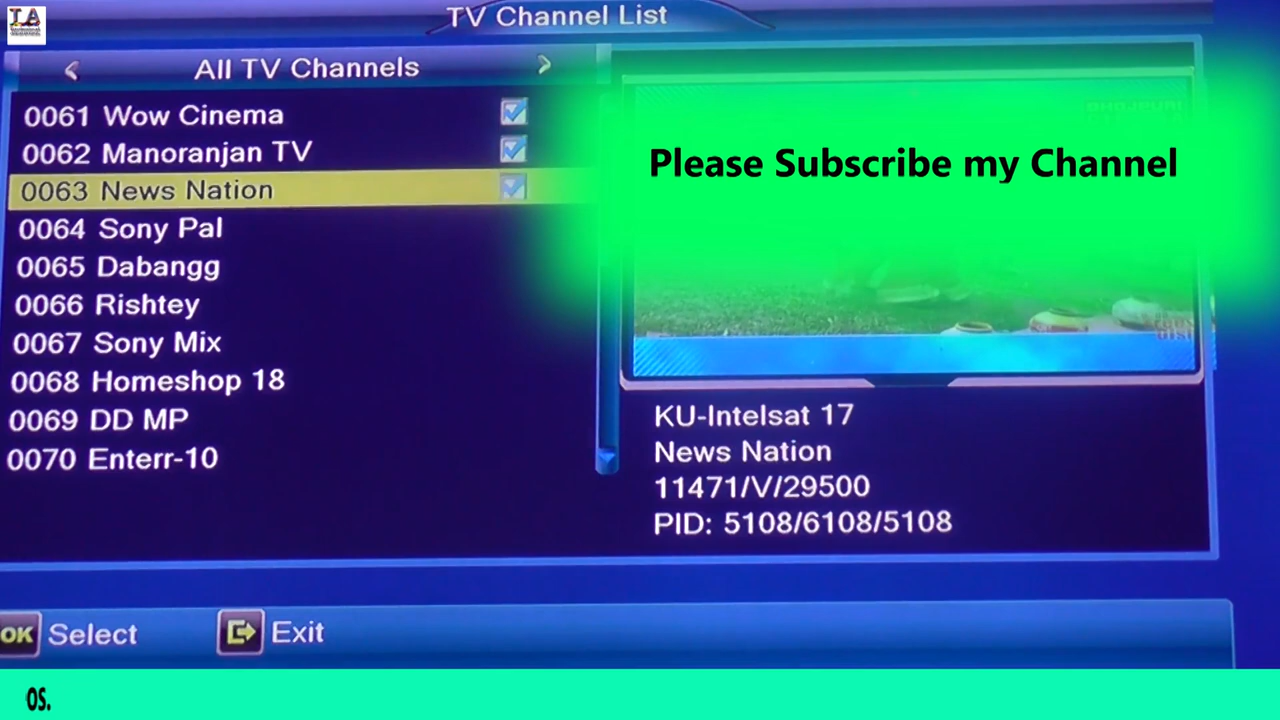 TV Channel List
All TV Channels
0061 Wow Cinema
0062 Manoranjan TV
0063 News Nation
0064 Sony Pal
0065 Dabangg
0066 Rishtey
0067 Sony Mix
0068 Homeshop 18
0069 DD MP
0070 Enterr-10
Please Subscribe my Channel
KU-Intelsat 17
News Nation
11471/V/29500
PID: 5108/6108/5108
OK Select
Exit
os.